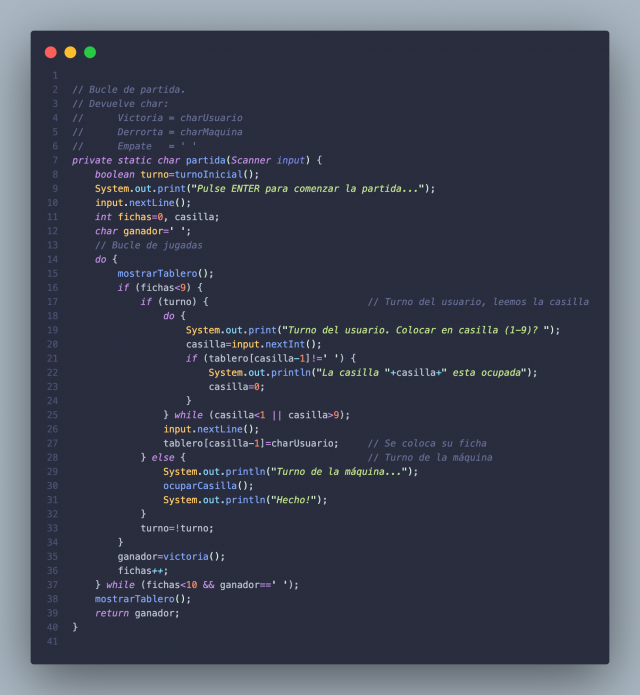 1
2 // Bucle de partida.
3 // Devuelve char:
4 //      Victoria = charUsuario
5 //      Derrorta = charMaquina
6 //      Empate   = ' '
7 private static char partida(Scanner input) {
8     boolean turno=turnoInicial();
9     System.out.print("Pulse ENTER para comenzar la partida...");
10     input.nextLine();
11     int fichas=0, casilla;
12     char ganador=' ';
13     // Bucle de jugadas
14     do {
15         mostrarTablero();
16         if (fichas<9) {
17             if (turno) {                            // Turno del usuario, leemos la casilla
18                 do {
19                     System.out.print("Turno del usuario. Colocar en casilla (1-9)? ");
20                     casilla=input.nextInt();
21                     if (tablero[casilla-1]!=' ') {
22                         System.out.println("La casilla "+casilla+" esta ocupada");
23                         casilla=0;
24                     }
25                 } while (casilla<1 || casilla>9);
26                 input.nextLine();
27                 tablero[casilla-1]=charUsuario;     // Se coloca su ficha
28             } else {                                // Turno de la máquina
29                 System.out.println("Turno de la máquina...");
30                 ocuparCasilla();
31                 System.out.println("Hecho!");
32             }
33             turno=!turno;
34         }
35         ganador=victoria();
36         fichas++;
37     } while (fichas<10 && ganador==' ');
38     mostrarTablero();
39     return ganador;
40 }
41